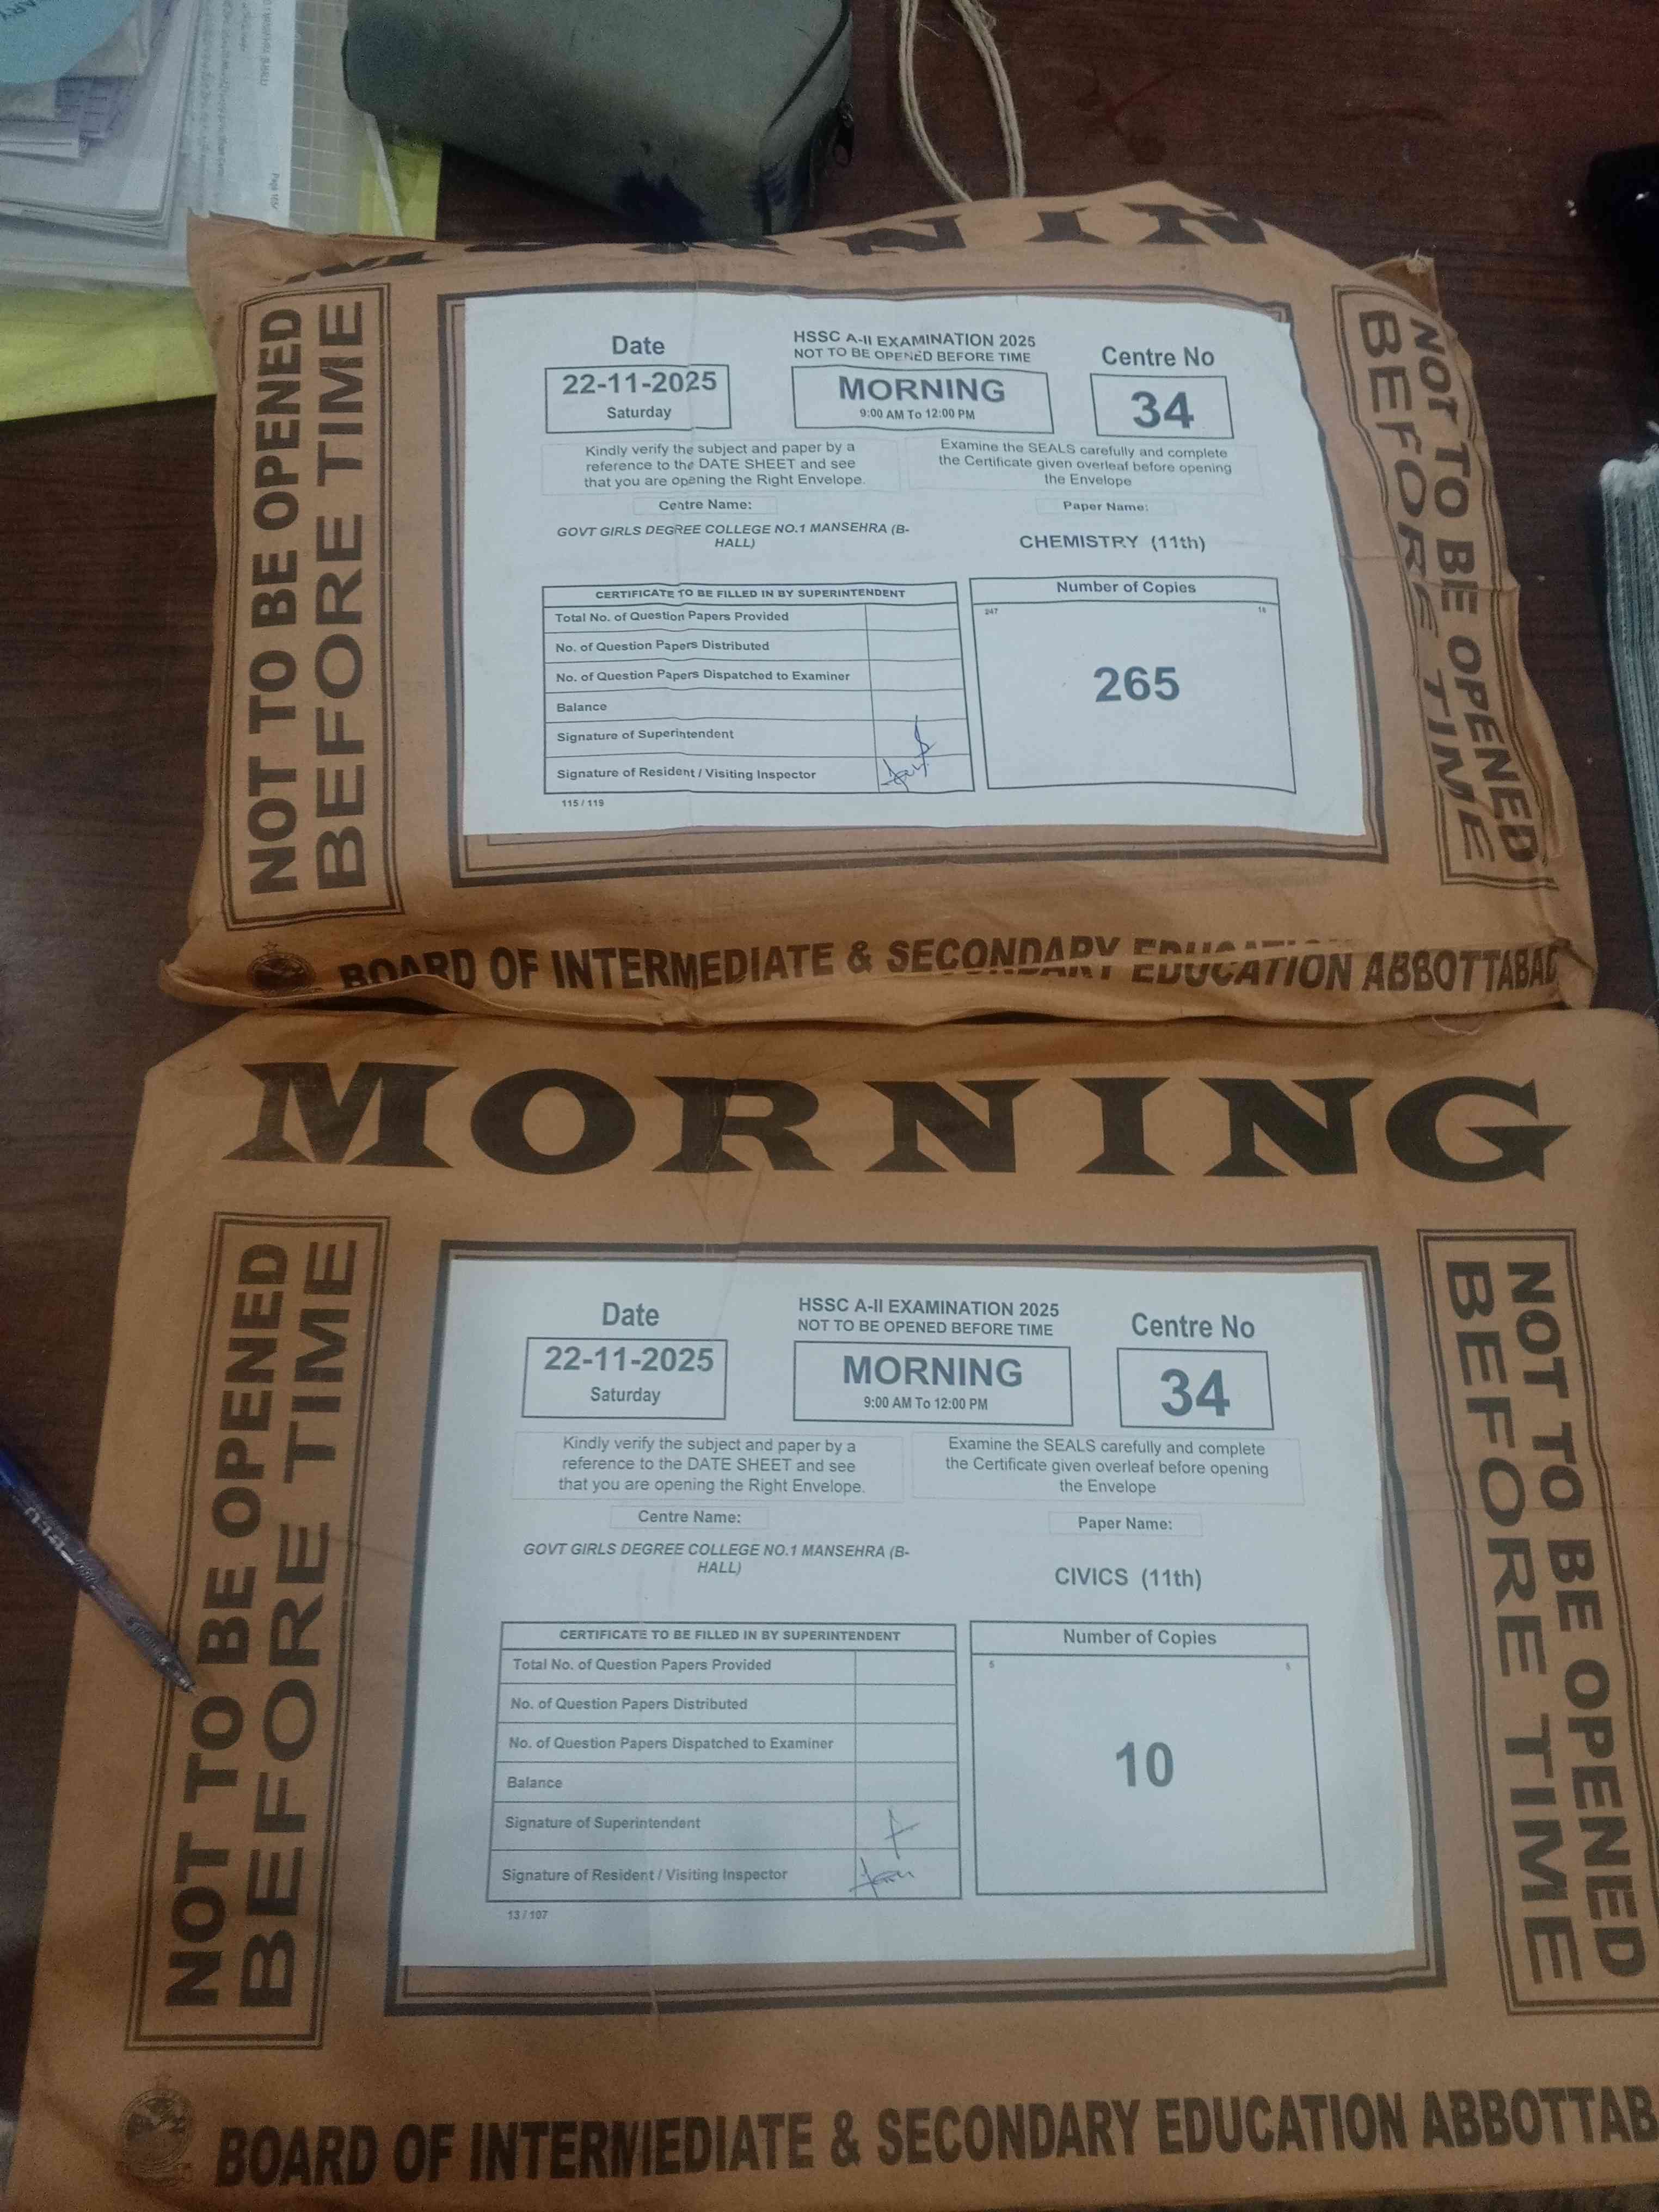 MORNIN
NOT TO BE OPENED
BEFORE TIME
Date
22-11-2025
Saturday
HSSC A-II EXAMINATION 2025
NOT TO BE OPENED BEFORE TIME
MORNING
9:00 AM To 12:00 PM
Centre No
34
Kindly verify the subject and paper by a
reference to the DATE SHEET and see
that you are opening the Right Envelope.
Examine the SEALS carefully and complete
the Certificate given overleaf before opening
the Envelope
Centre Name:
GOVT GIRLS DEGREE COLLEGE NO.1 MANSEHRA (B-
HALL)
Paper Name:
CHEMISTRY (11th)
CERTIFICATE TO BE FILLED IN BY SUPERINTENDENT
Total No. of Question Papers Provided
No. of Question Papers Distributed
No. of Question Papers Dispatched to Examiner
Balance
Signature of Superintendent
Signature of Resident / Visiting Inspector
115 / 119
Number of Copies
247 18
265
NOT TO BE OPENED
BEFORE TIME
BOARD OF INTERMEDIATE & SECONDARY EDUCATION ABBOTTABAD
MORNING
NOT TO BE OPENED
BEFORE TIME
Date
22-11-2025
Saturday
HSSC A-II EXAMINATION 2025
NOT TO BE OPENED BEFORE TIME
MORNING
9:00 AM To 12:00 PM
Centre No
34
Kindly verify the subject and paper by a
reference to the DATE SHEET and see
that you are opening the Right Envelope.
Examine the SEALS carefully and complete
the Certificate given overleaf before opening
the Envelope
Centre Name:
GOVT GIRLS DEGREE COLLEGE NO.1 MANSEHRA (B-
HALL)
Paper Name:
CIVICS (11th)
CERTIFICATE TO BE FILLED IN BY SUPERINTENDENT
Total No. of Question Papers Provided
No. of Question Papers Distributed
No. of Question Papers Dispatched to Examiner
Balance
Signature of Superintendent
Signature of Resident / Visiting Inspector
13 / 107
Number of Copies
5 5
10
NOT TO BE OPENED
BEFORE TIME
BOARD OF INTERMEDIATE & SECONDARY EDUCATION ABBOTTAB